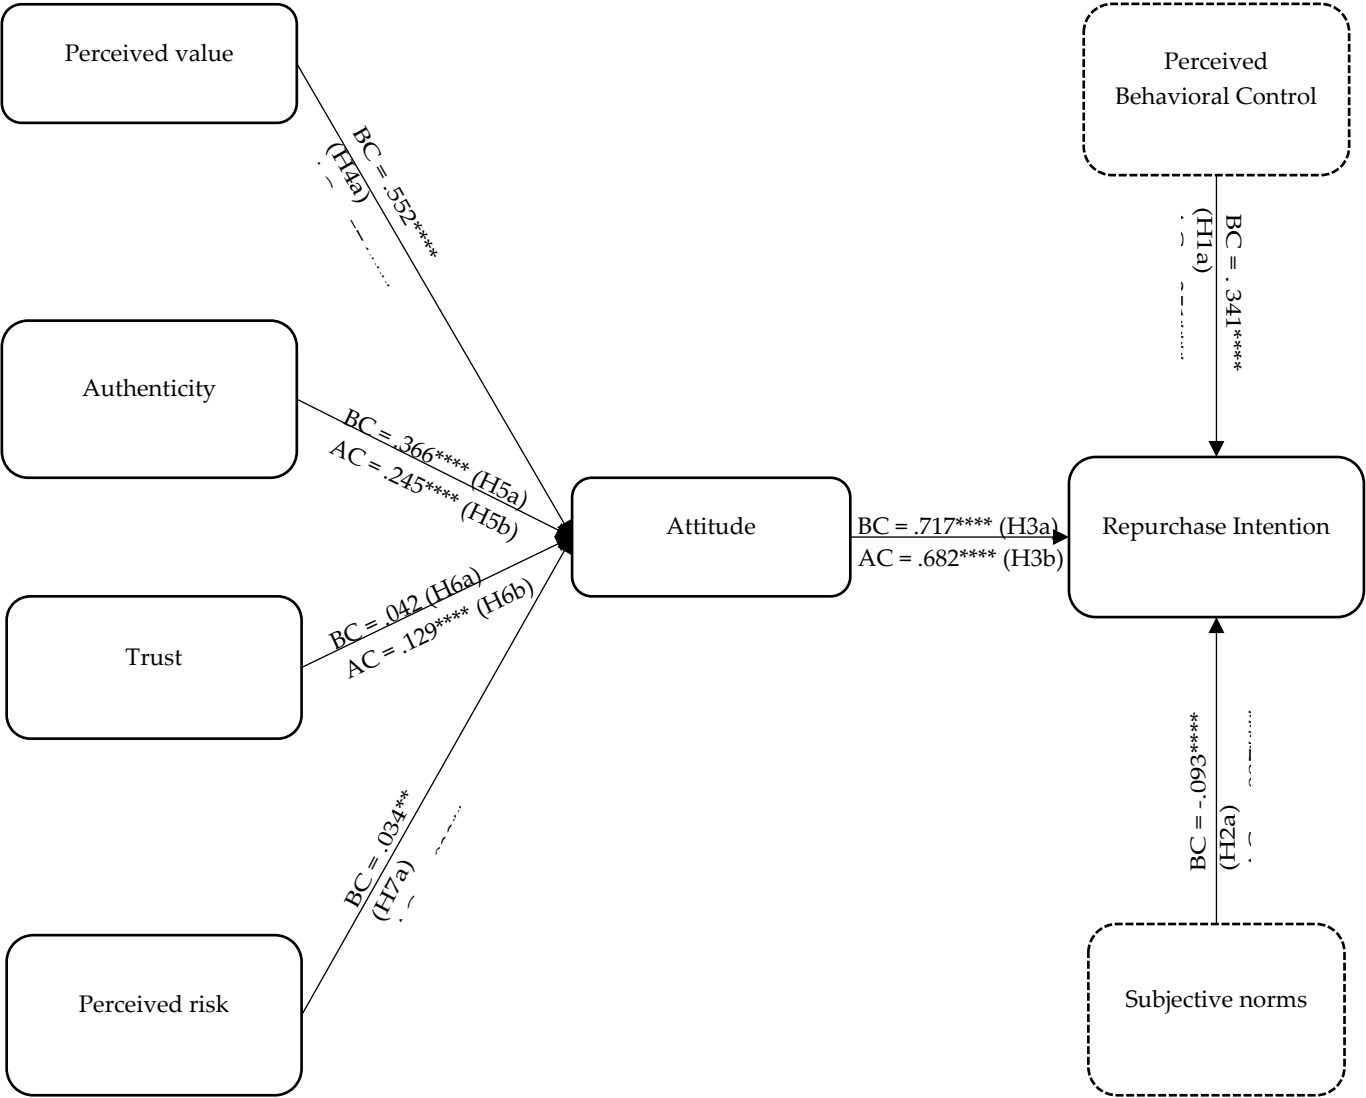 Perceived value
Perceived
Behavioral Control
BC = .552****
(H4a)
BC = . 341****
(H1a)
Authenticity
BC = .366**** (H5a)
AC = .245**** (H5b)
Attitude
BC = .717**** (H3a)
AC = .682**** (H3b)
Repurchase Intention
BC = .042 (H6a)
AC = .129**** (H6b)
Trust
BC = .034**
(H7a)
BC = -.093****
(H2a)
Perceived risk
Subjective norms